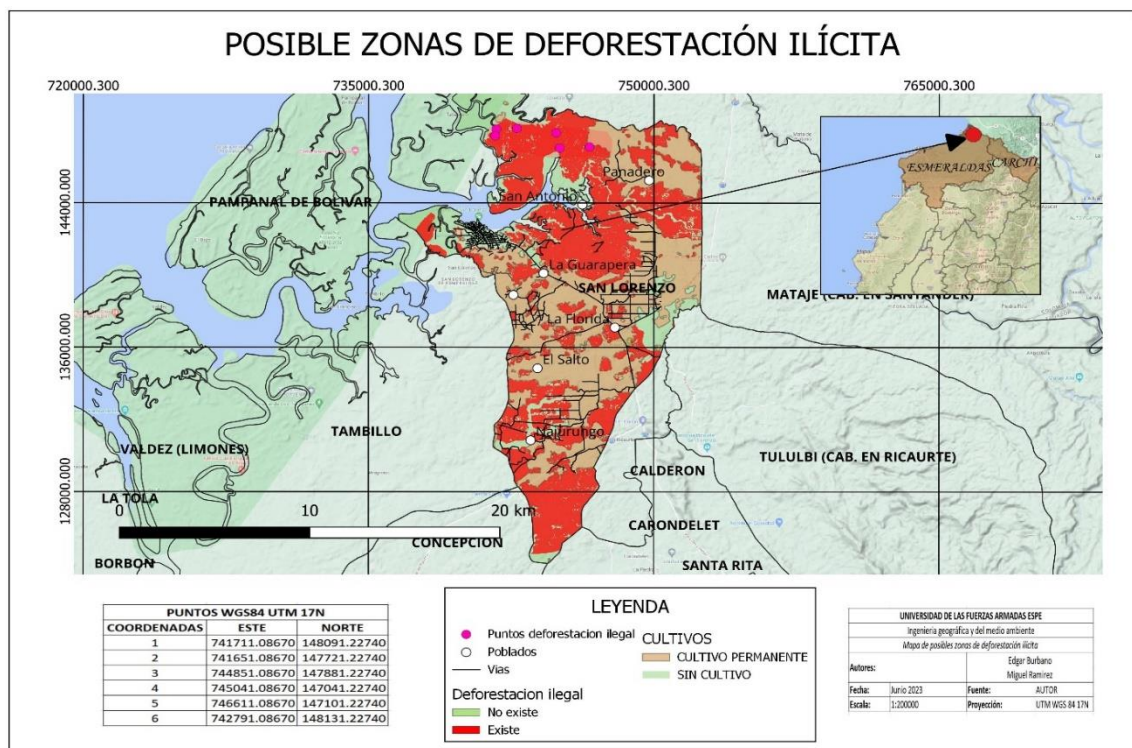 POSIBLE ZONAS DE DEFORESTACIÓN ILÍCITA
720000.300 735000.300 750000.300 765000.300
144000.000
136000.000
128000.000
ESMERALDAS
CARCHI
Panadero
San Antonio
PAMPANAL DE BOLIVAR
La Guarapera
SAN LORENZO
MATAJE (CAB. EN SANTANDER)
La Florida
El Salto
TAMBILLO
Najurungo
VALDEZ (LIMONES)
CALDERON
TULULBI (CAB. EN RICAURTE)
LA TOLA
0 10 20 km
CARONDELET
CONCEPCION
BORBON
SANTA RITA
PUNTOS WGS84 UTM 17N
COORDENADAS ESTE NORTE
1 741711.08670 148091.22740
2 741651.08670 147721.22740
3 744851.08670 147881.22740
4 745041.08670 147041.22740
5 746611.08670 147101.22740
6 742791.08670 148131.22740
LEYENDA
Puntos deforestacion ilegal
Poblados
Vias
Deforestacion ilegal
No existe
Existe
CULTIVOS
CULTIVO PERMANENTE
SIN CULTIVO
UNIVERSIDAD DE LAS FUERZAS ARMADAS ESPE
Ingeniería geográfica y del medio ambiente
Mapa de posibles zonas de deforestación ilícita
Autores: Edgar Burbano
Miguel Ramirez
Fecha: Junio 2023 Fuente: AUTOR
Escala: 1:200000 Proyección: UTM WGS 84 17N